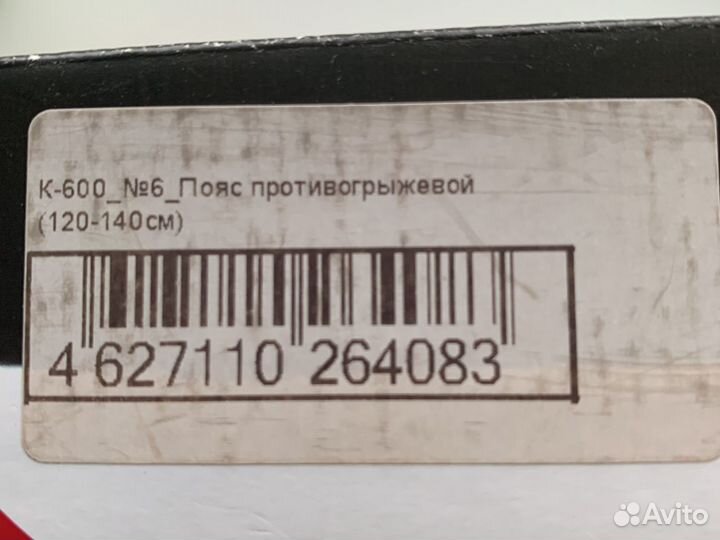 К-600_№6_Пояс противогрыжевой
(120-140см)
4 627110 264083
Avito